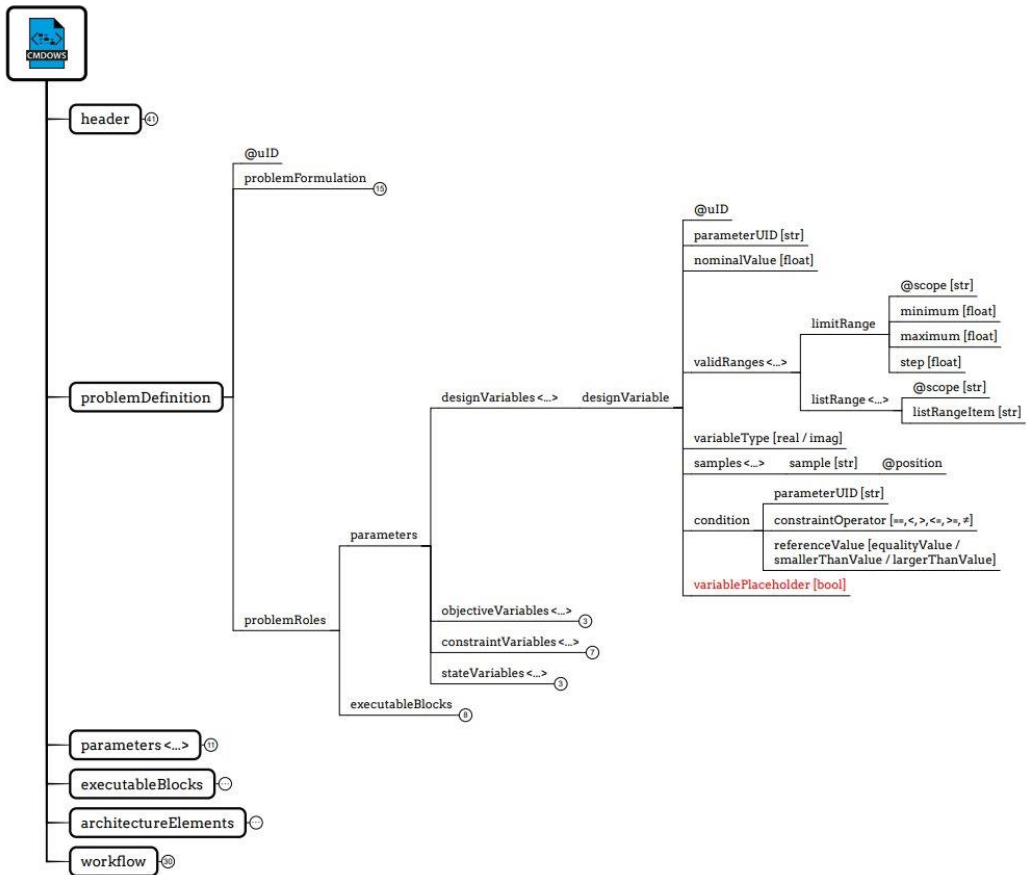 CMDOWS
header 41
@uID
problemFormulation 15
problemDefinition
@uID
parameterUID [str]
nominalValue [float]
@scope [str]
minimum [float]
limitRange
maximum [float]
step [float]
validRanges <...>
@scope [str]
listRange <...>
listRangeItem [str]
designVariables <...>
designVariable
variableType [real / imag]
samples <...>
sample [str]
@position
parameterUID [str]
condition
constraintOperator [==, <, >, <=, >=, ≠]
referenceValue [equalityValue /
smallerThanValue / largerThanValue]
variablePlaceholder [bool]
parameters
objectiveVariables <...> 3
problemRoles
constraintVariables <...> 7
stateVariables <...> 3
executableBlocks 8
parameters <...> 11
executableBlocks ...
architectureElements ...
workflow 30